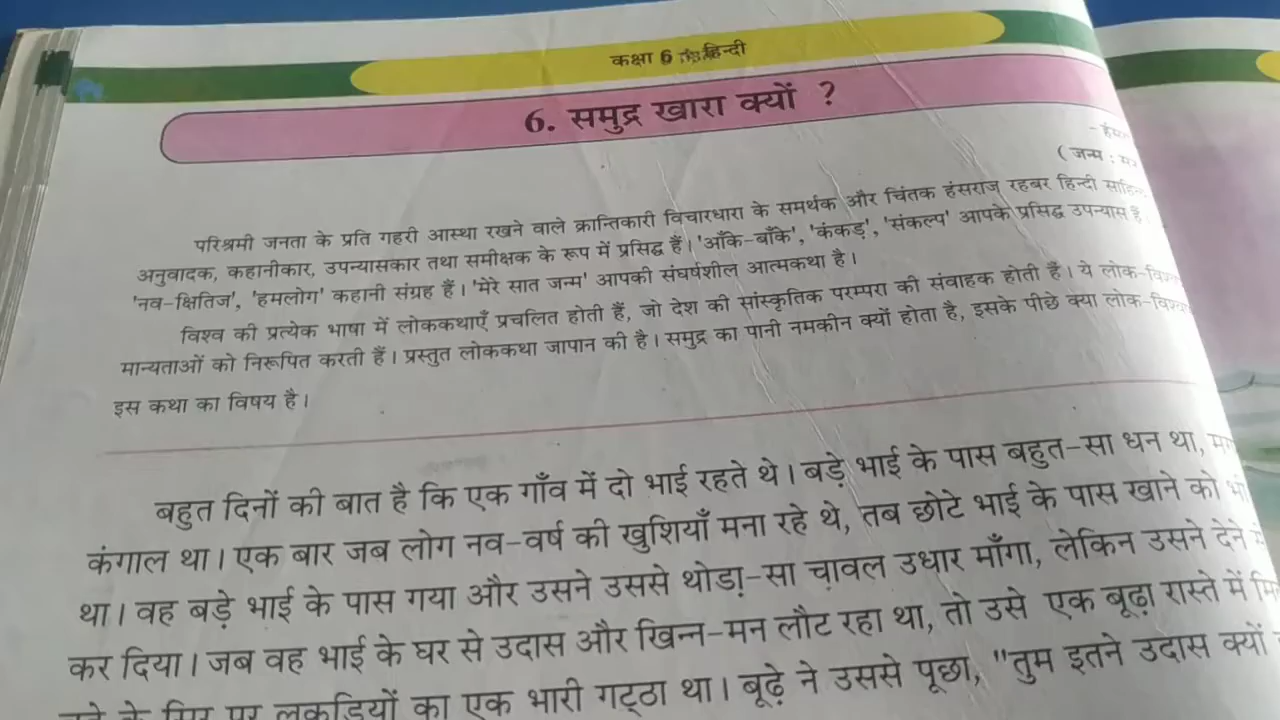 कक्षा 6 हिन्दी
6. समुद्र खारा क्यों ?
( जन्म :
परिश्रमी जनता के प्रति गहरी आस्था रखने वाले क्रान्तिकारी विचारधारा के समर्थक और चिंतक हंसराज रहबर हिन्दी
अनुवादक, कहानीकार, उपन्यासकार तथा समीक्षक के रूप में प्रसिद्ध हैं। 'आँके-बाँके', 'कंकड़', 'संकल्प' आपके प्रसिद्ध उपन्यास हैं
'नव-क्षितिज', 'हमलोग' कहानी संग्रह हैं। 'मेरे सात जन्म' आपकी संघर्षशील आत्मकथा है।
विश्व की प्रत्येक भाषा में लोककथाएँ प्रचलित होती हैं, जो देश की सांस्कृतिक परम्परा की संवाहक होती हैं। ये
मान्यताओं को निरूपित करती हैं। प्रस्तुत लोककथा जापान की है। समुद्र का पानी नमकीन क्यों होता है, इसके पीछे क्या
इस कथा का विषय है।
बहुत दिनों की बात है कि एक गाँव में दो भाई रहते थे। बड़े भाई के पास बहुत-सा धन था,
कंगाल था। एक बार जब लोग नव-वर्ष की खुशियाँ मना रहे थे, तब छोटे भाई के पास खाने को
था। वह बड़े भाई के पास गया और उसने उससे थोड़ा-सा चावल उधार माँगा, लेकिन उसने देने
कर दिया। जब वह भाई के घर से उदास और खिन्न-मन लौट रहा था, तो उसे एक बूढ़ा रास्ते में
पर लकड़ियों का एक भारी गट्ठा था। बूढ़े ने उससे पूछा, "तुम इतने उदास क्यों